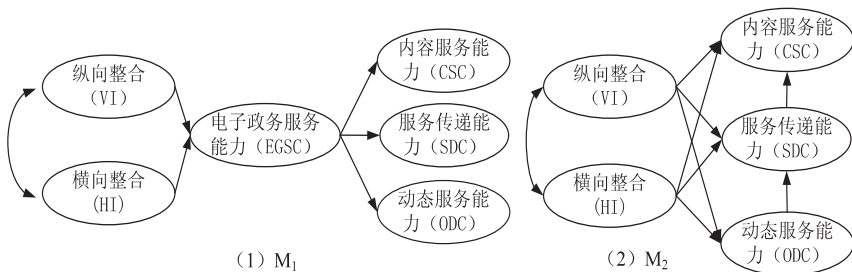 纵向整合
（VI）
横向整合
(HI)
电子政务服务
能力（EGSC）
内容服务能
力（CSC）
服务传递能
力（SDC）
动态服务能
力（ODC）
（1）M₁
纵向整合
（VI）
横向整合
(HI)
内容服务能
力（CSC）
服务传递能
力（SDC）
动态服务能
力（ODC）
（2）M₂